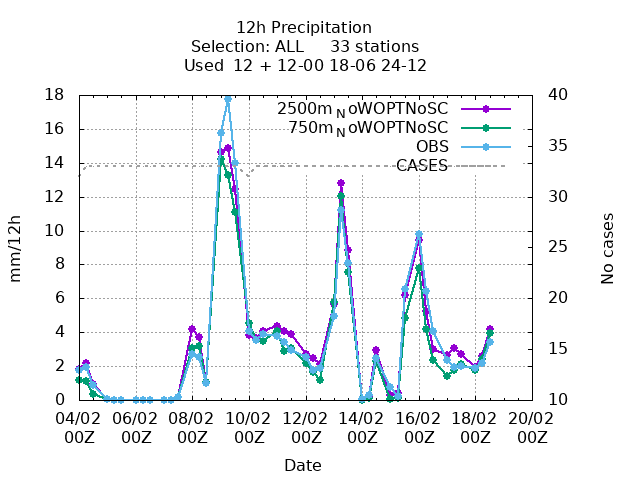 12h Precipitation
Selection: ALL 33 stations
Used 12 + 12-00 18-06 24-12
18 40
2500m_NoWOPTNoSC
16
750m_NoWOPTNoSC
35
OBS
14
CASES
12 30
mm/12h
No cases
10
25
8
6 20
4
15
2
0 10
04/02 06/02 08/02 10/02 12/02 14/02 16/02 18/02 20/02
00Z 00Z 00Z 00Z 00Z 00Z 00Z 00Z 00Z
Date